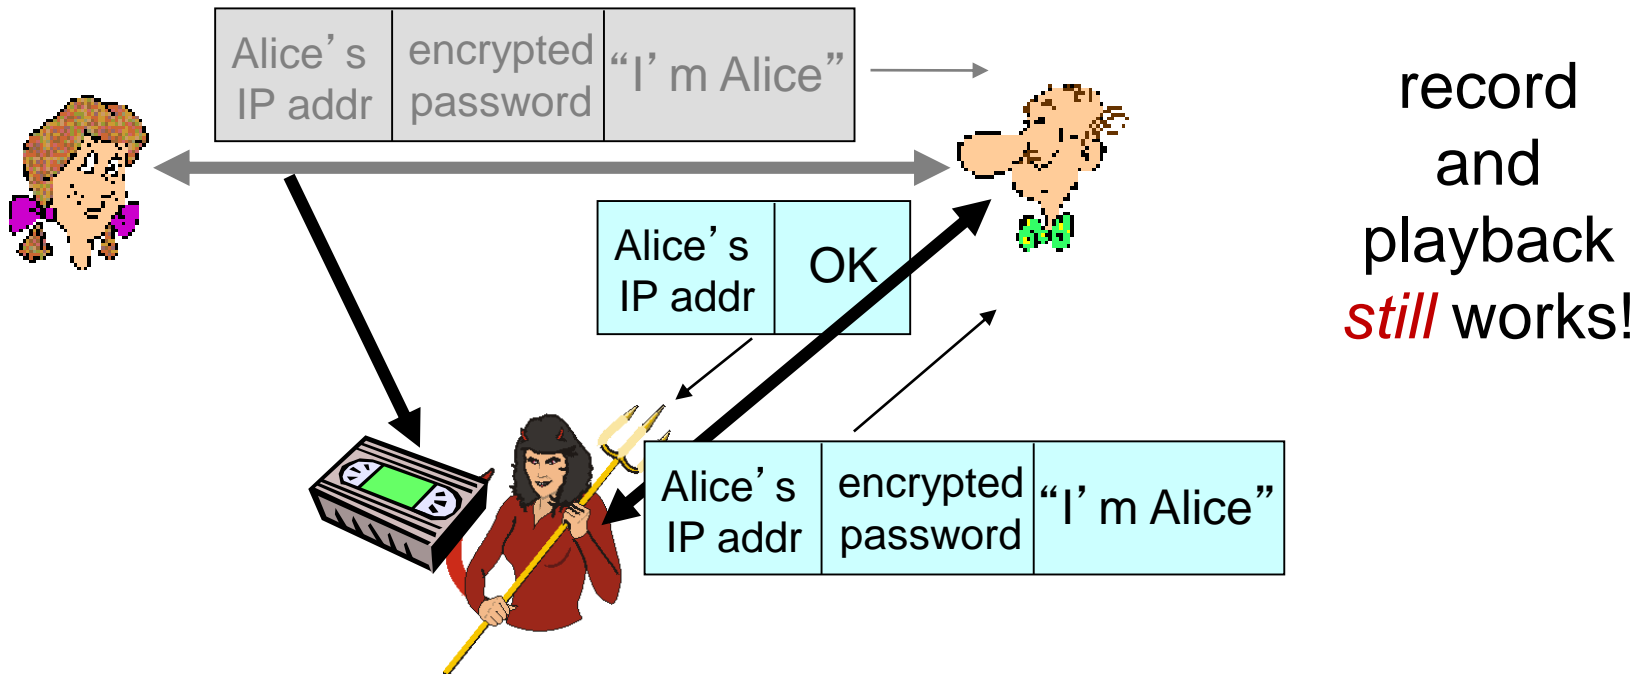 Alice’s
IP addr
encrypted
password
“I’m Alice”
record
and
playback
still works!
Alice’s
IP addr
OK
Alice’s
IP addr
encrypted
password
“I’m Alice”